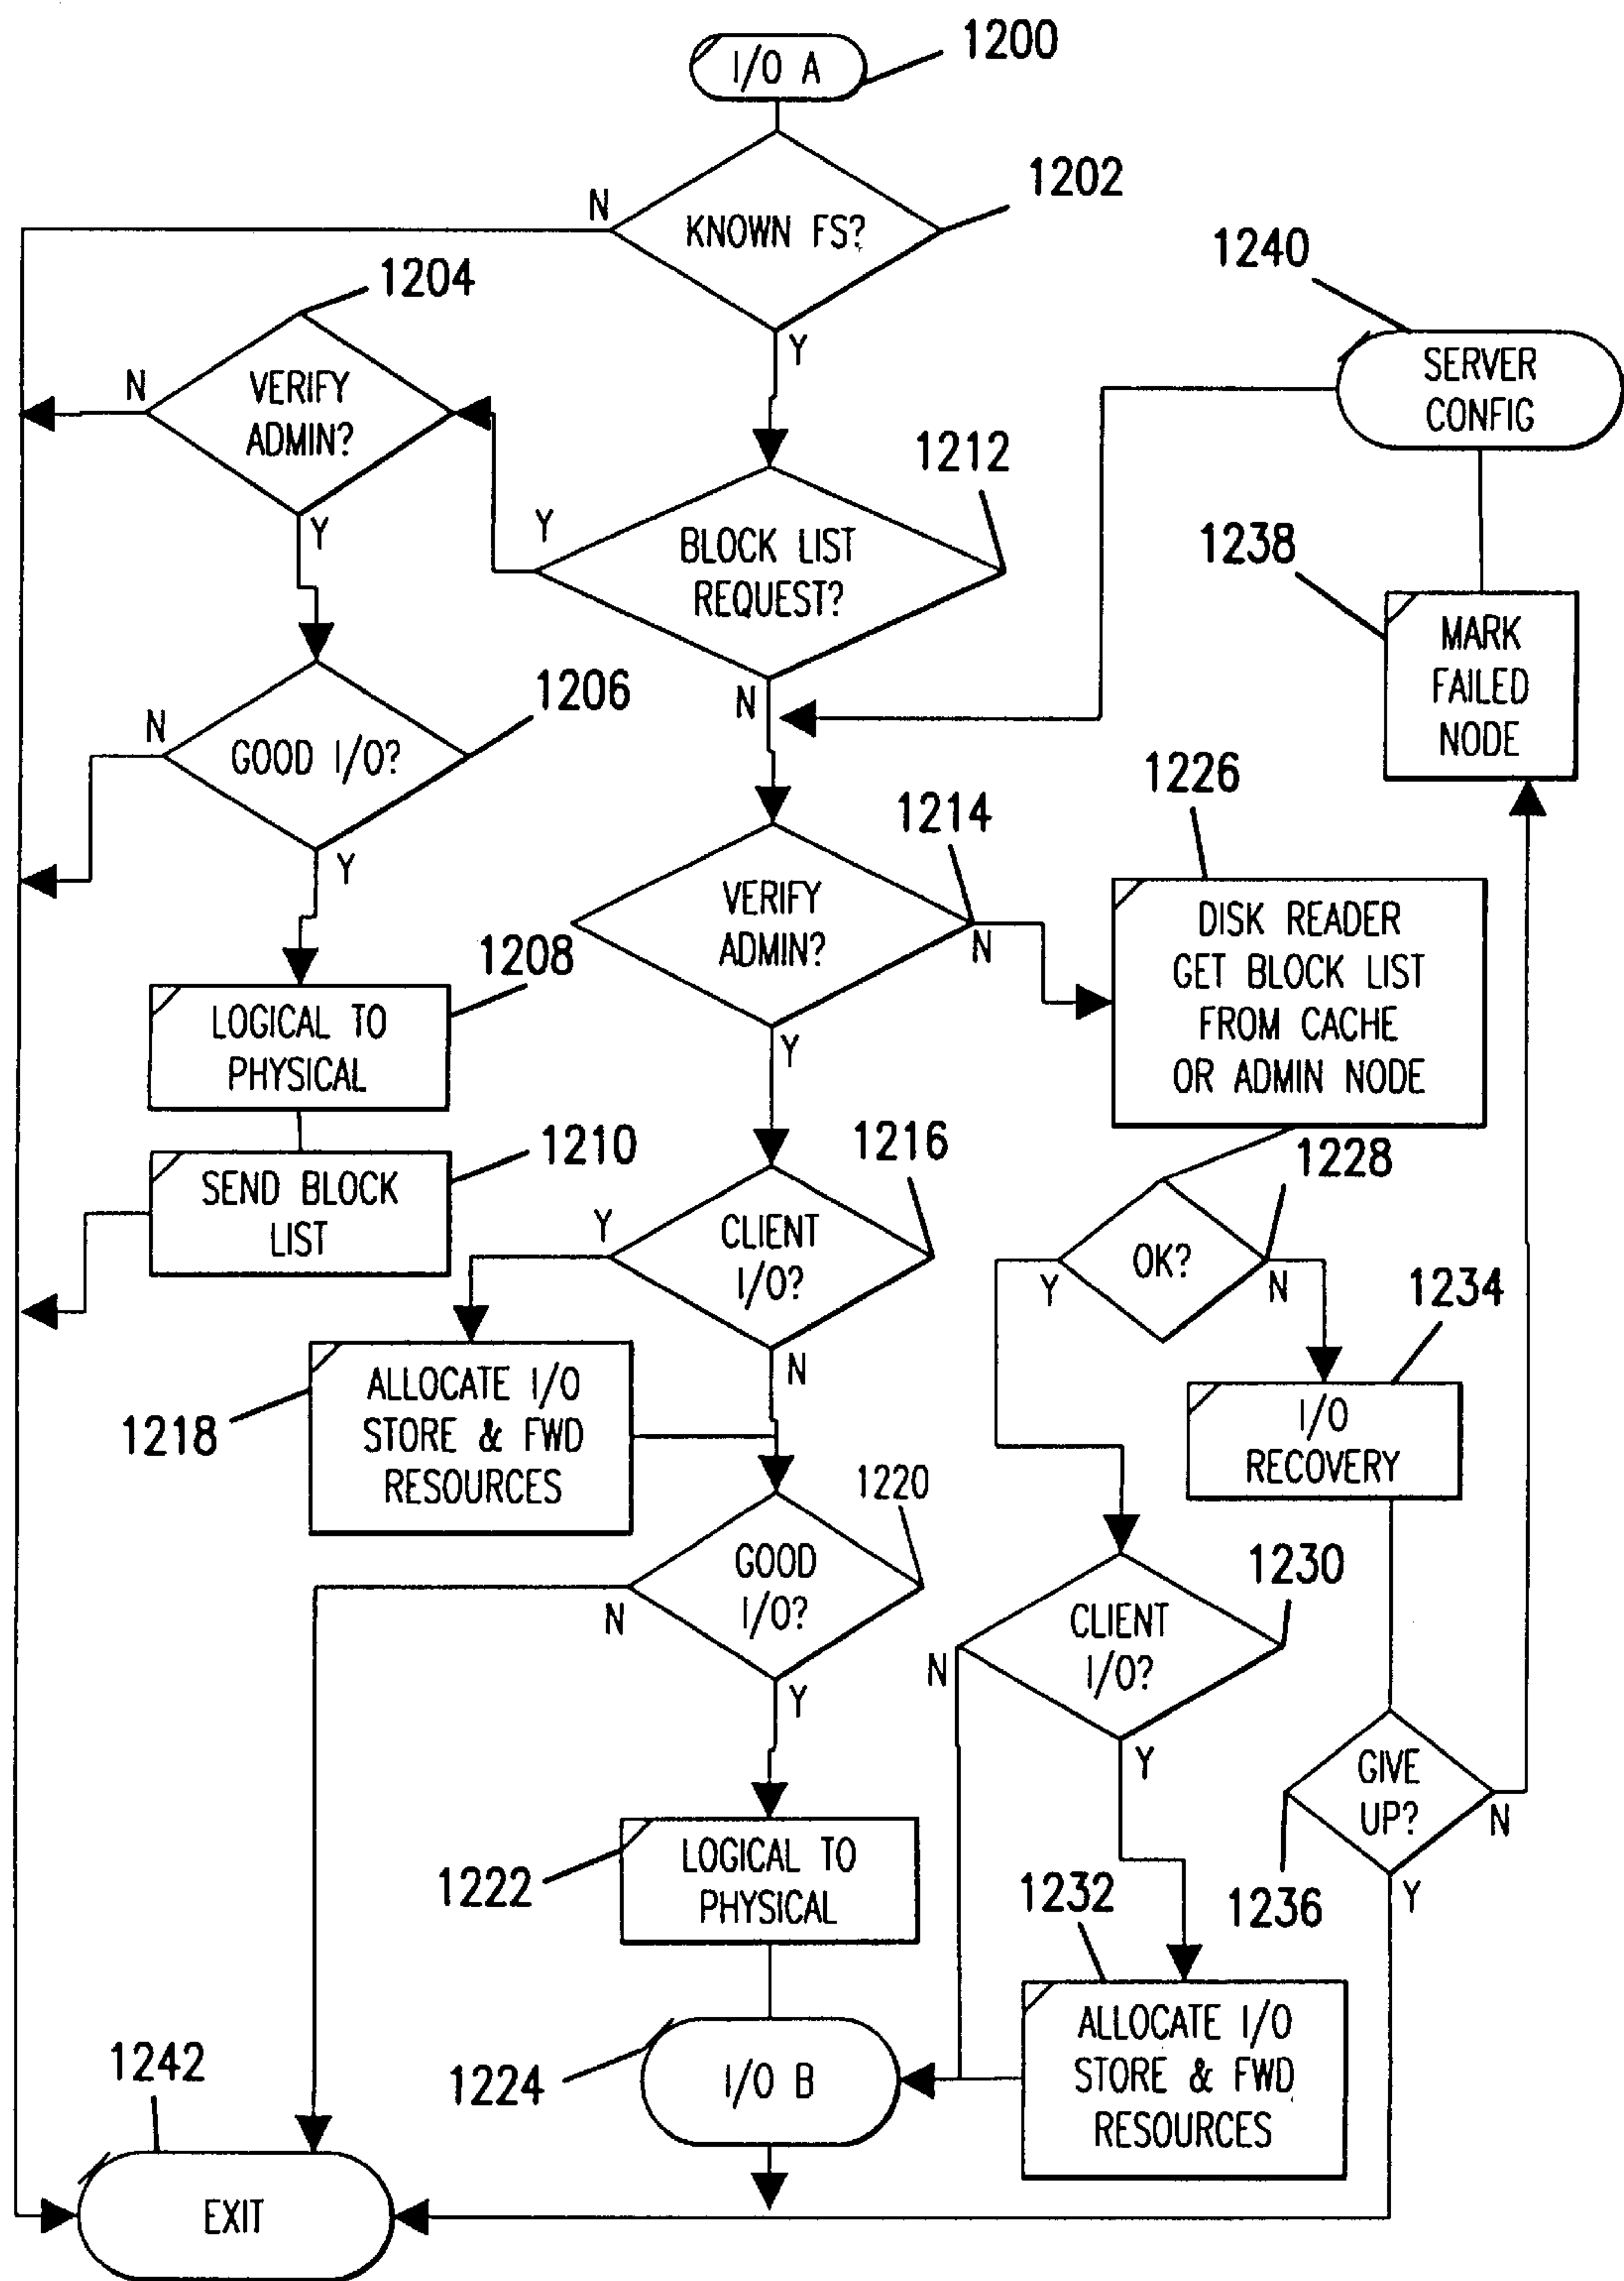 I/O A
1200
N
KNOWN FS?
1202
Y
1204
N
VERIFY
ADMIN?
Y
1240
SERVER
CONFIG
1212
Y
BLOCK LIST
REQUEST?
N
1238
MARK
FAILED
NODE
1206
N
GOOD I/O?
Y
1214
VERIFY
ADMIN?
N
Y
1226
DISK READER
GET BLOCK LIST
FROM CACHE
OR ADMIN NODE
1208
LOGICAL TO
PHYSICAL
1210
SEND BLOCK
LIST
1216
Y
CLIENT
I/O?
N
1228
OK?
Y
N
1234
I/O
RECOVERY
1218
ALLOCATE I/O
STORE & FWD
RESOURCES
1220
GOOD
I/O?
N
Y
1230
CLIENT
I/O?
N
Y
GIVE
UP?
N
Y
1236
1222
LOGICAL TO
PHYSICAL
1232
ALLOCATE I/O
STORE & FWD
RESOURCES
1224
I/O B
1242
EXIT